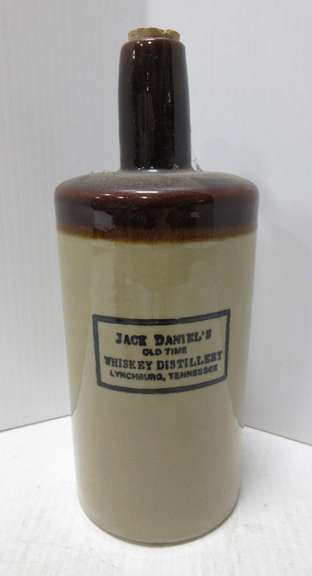 JACK DANIEL'S
OLD TIME
WHISKEY DISTILLERY
LYNCHBURG, TENNESSEE